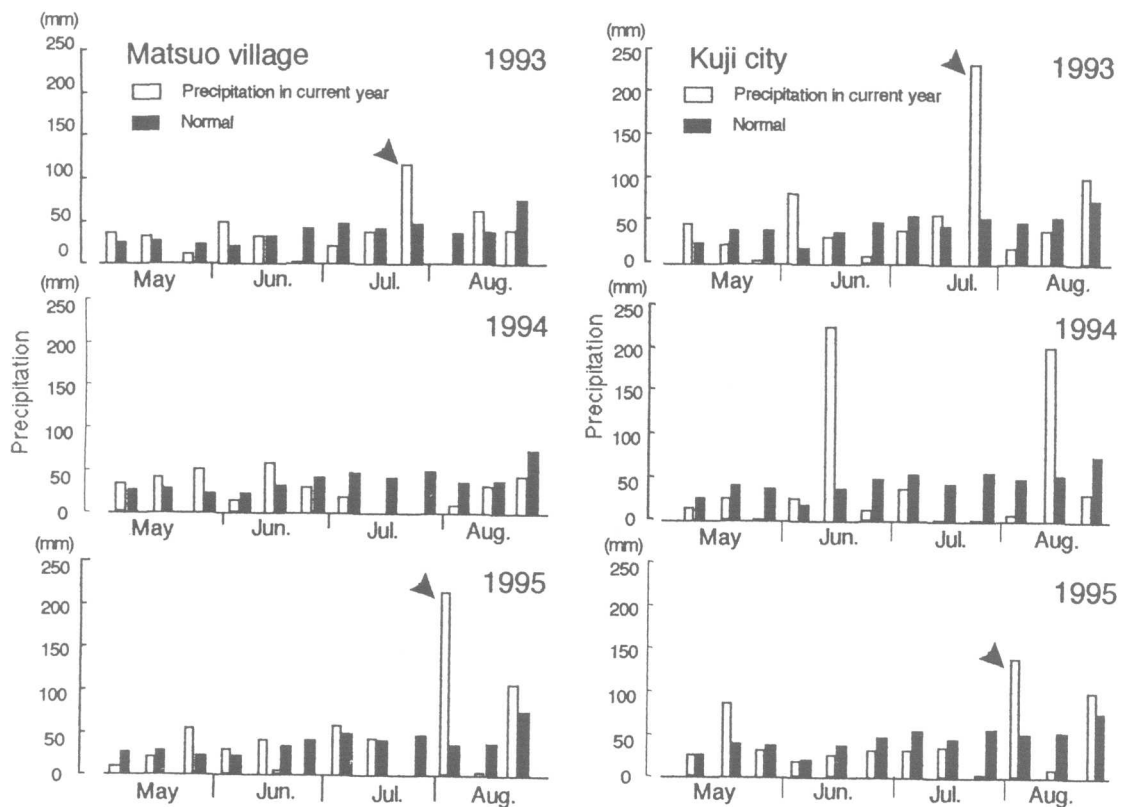 (mm)
250
200
150
100
50
0
Matsuo village
1993
Precipitation in current year
Normal
May
Jun.
Jul.
Aug.
(mm)
250
200
150
100
50
0
Kuji city
1993
Precipitation in current year
Normal
May
Jun.
Jul.
Aug.
(mm)
250
200
150
100
50
0
Precipitation
1994
May
Jun.
Jul.
Aug.
(mm)
250
200
150
100
50
0
Precipitation
1994
May
Jun.
Jul.
Aug.
(mm)
250
200
150
100
50
0
1995
May
Jun.
Jul.
Aug.
(mm)
250
200
150
100
50
0
1995
May
Jun.
Jul.
Aug.